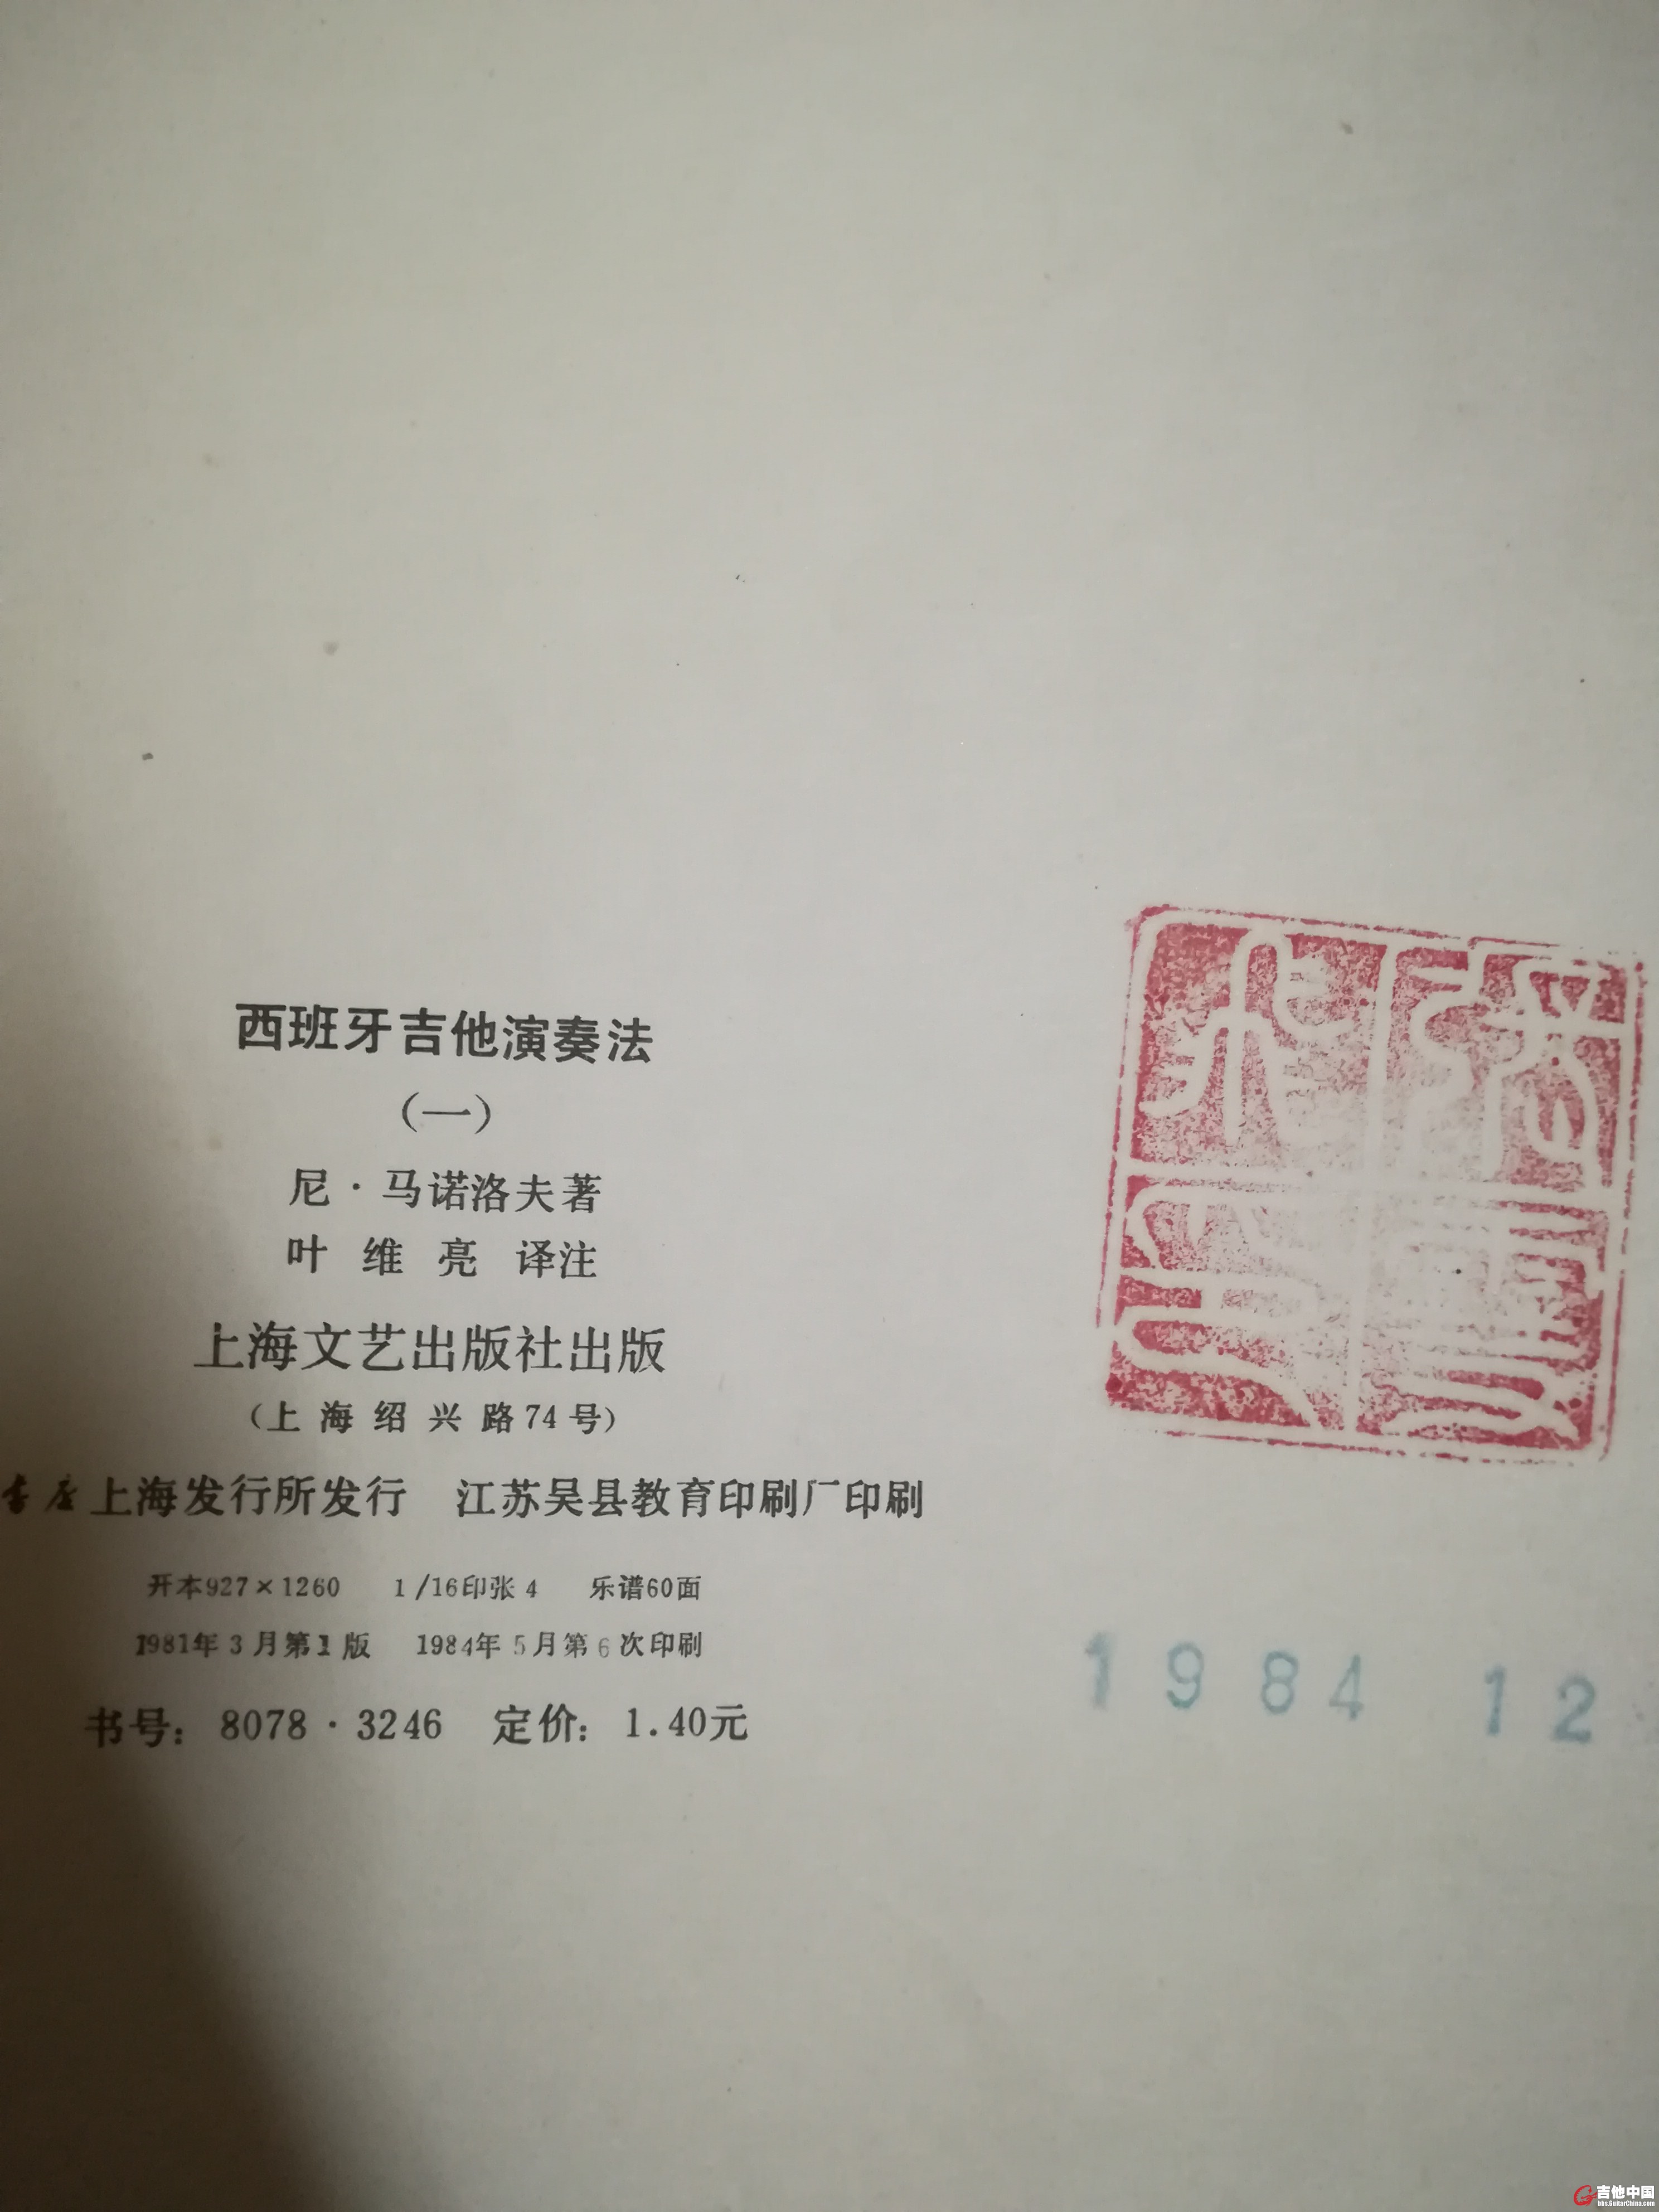 西班牙吉他演奏法
(一)
尼·马诺洛夫著
叶 维 亮 译注
上海文艺出版社出版
(上 海 绍 兴 路 74 号)
书店上海发行所发行 江苏吴县教育印刷厂印刷
开本927×1260 1/16印张 4 乐谱60面
1981年 3 月第 1 版 1984年 5 月第 6 次印刷
书号: 8078·3246 定价: 1.40元
1984 12
吉他中国
bbs.GuitarChina.com